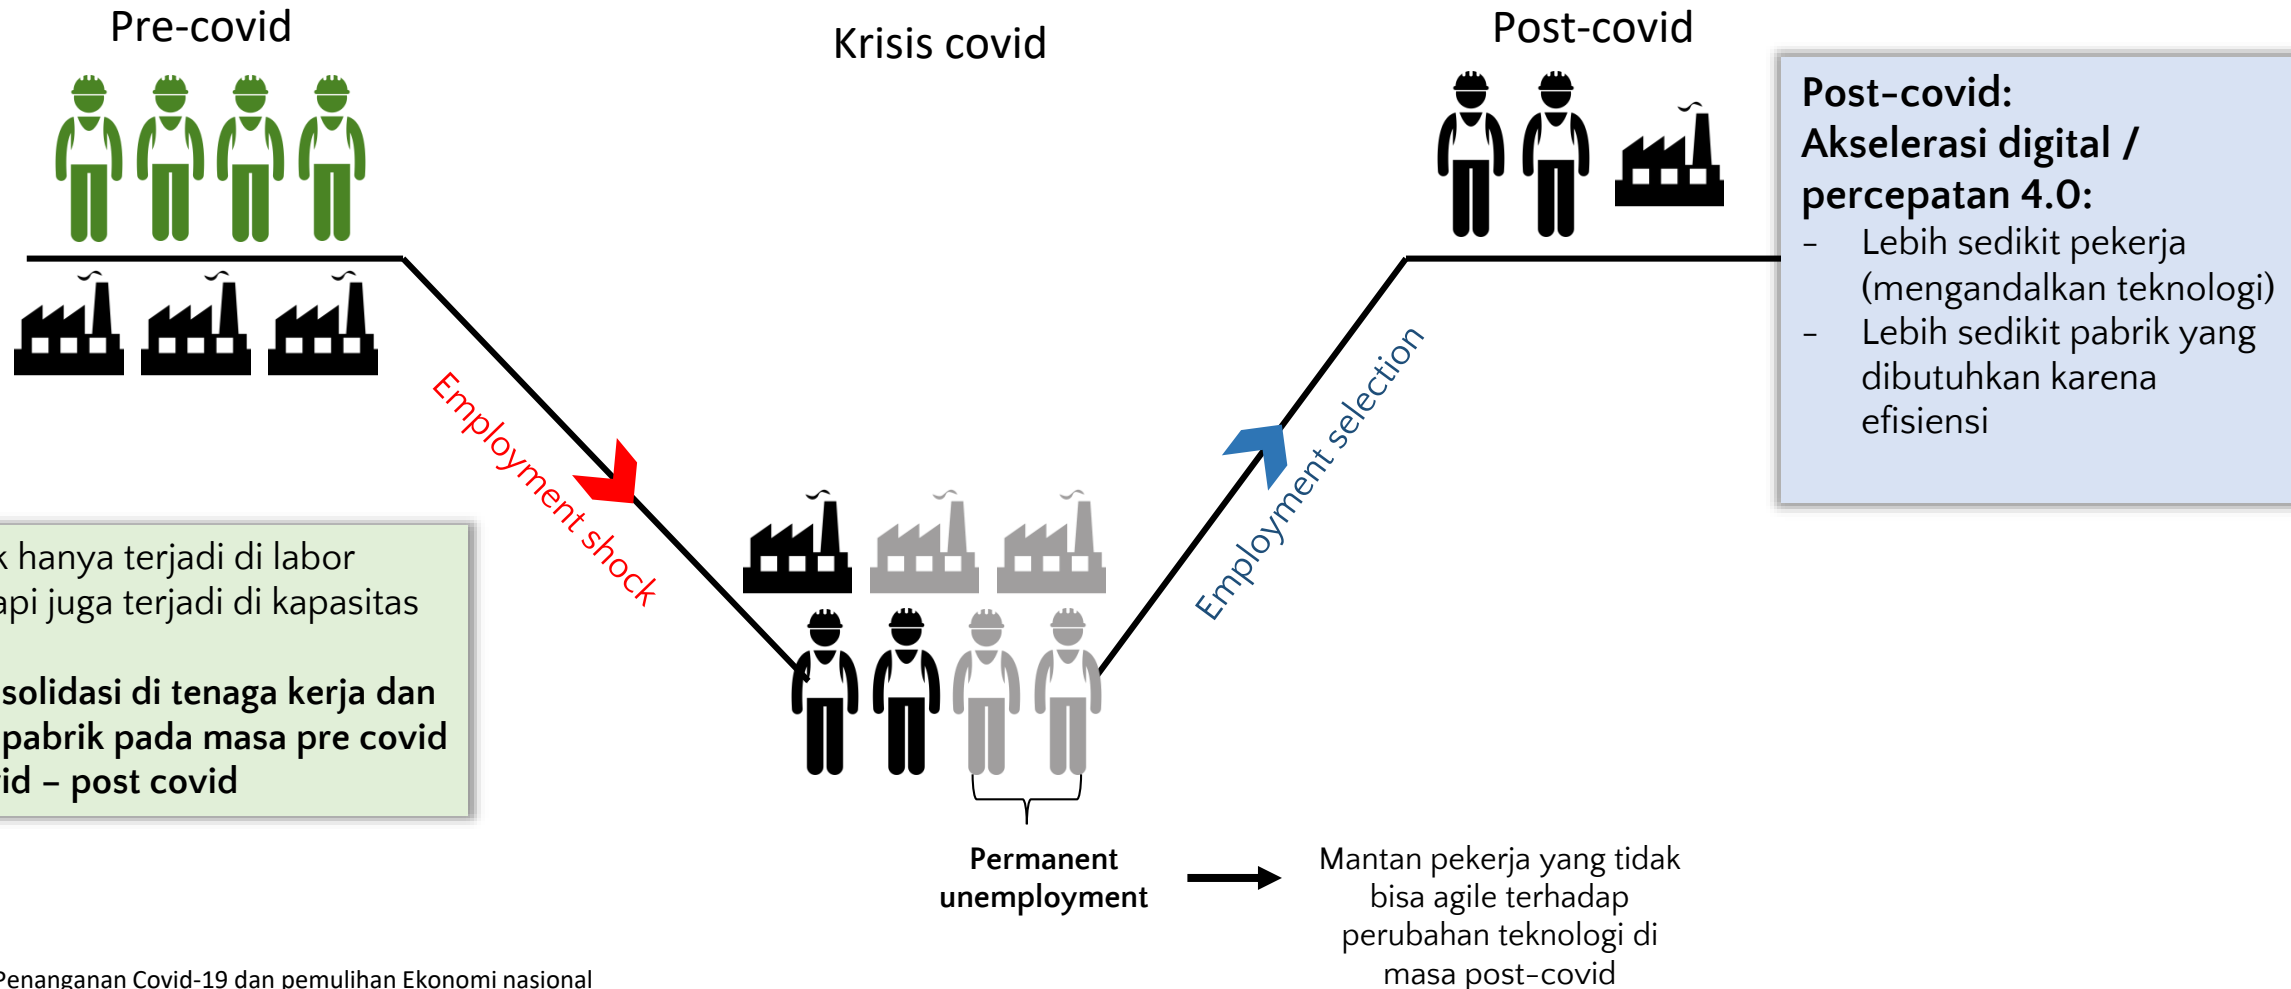 Pre-covid
Krisis covid
Post-covid
Post-covid:
Akselerasi digital /
percepatan 4.0:
- Lebih sedikit pekerja
(mengandalkan teknologi)
- Lebih sedikit pabrik yang
dibutuhkan karena
efisiensi
Employment shock
Employment selection
hanya terjadi di labor
juga terjadi di kapasitas
di tenaga kerja dan
pabrik pada masa pre covid
– post covid
Permanent
unemployment
Mantan pekerja yang tidak
bisa agile terhadap
perubahan teknologi di
masa post-covid
Penanganan Covid-19 dan pemulihan Ekonomi nasional